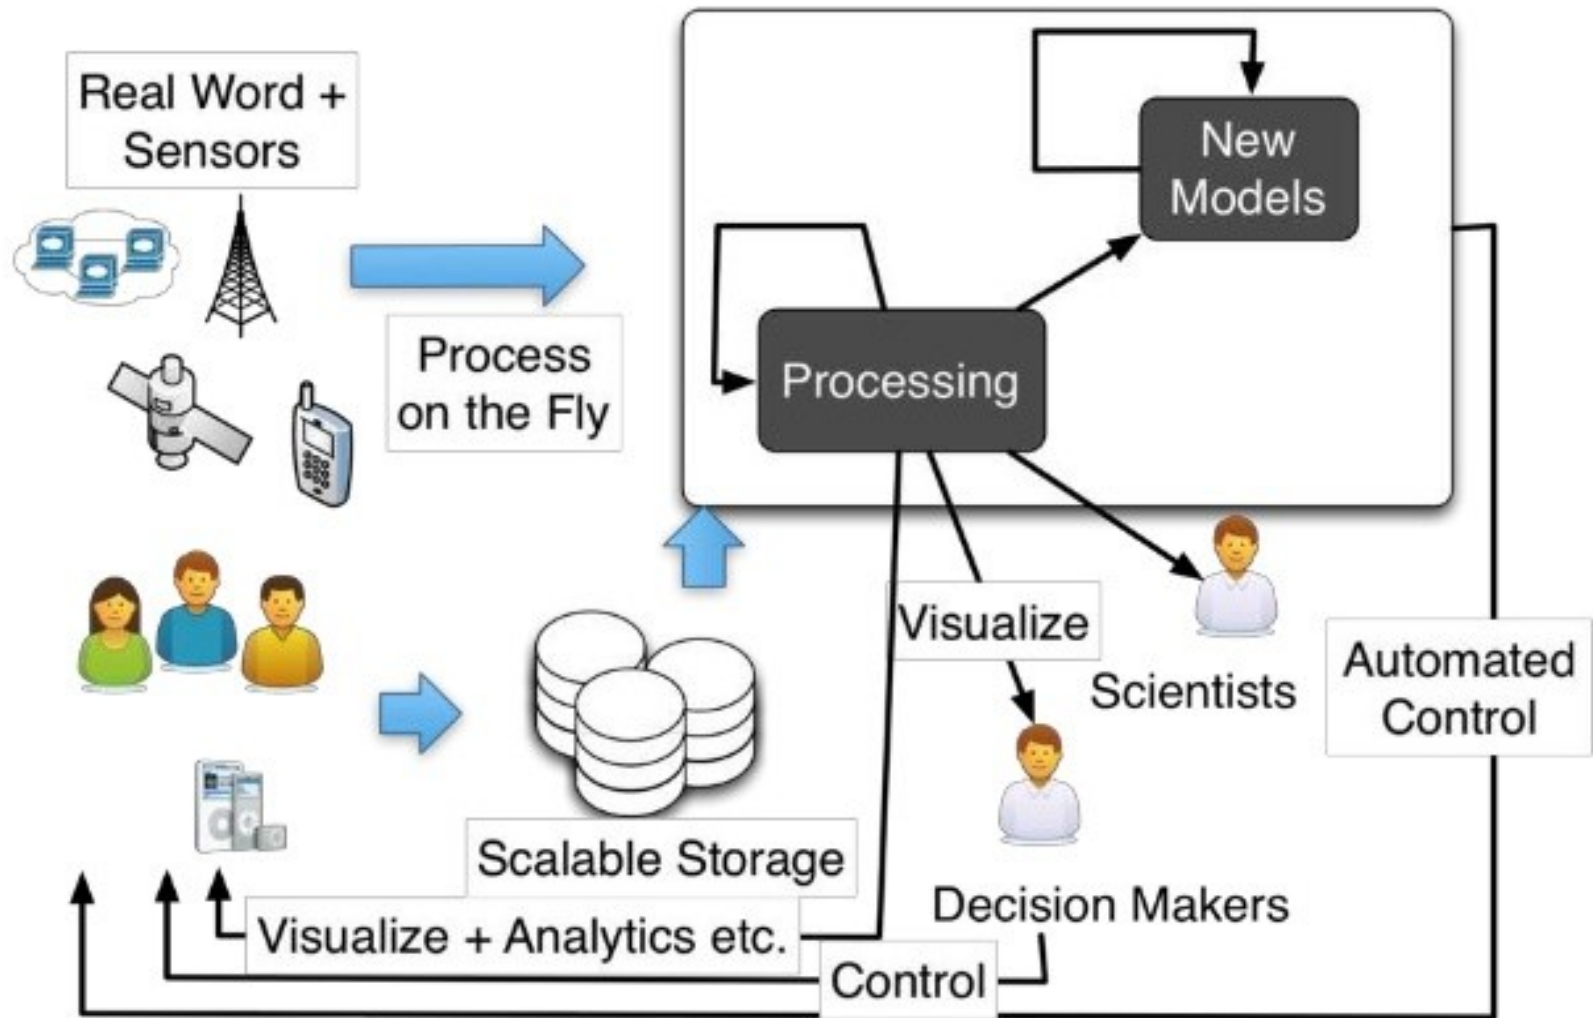 Real Word +
Sensors
New
Models
Process
on the Fly
Processing
Visualize
Scientists
Automated
Control
Scalable Storage
Decision Makers
Visualize + Analytics etc.
Control